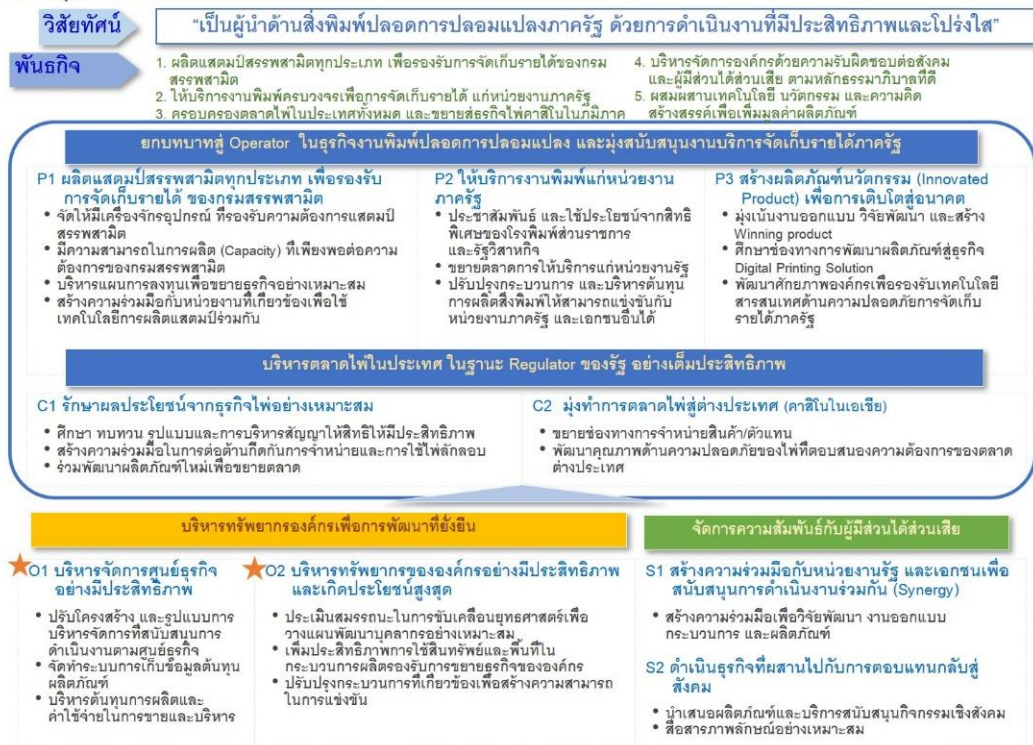 วิสัยทัศน์
“เป็นผู้นำด้านสิ่งพิมพ์ปลอดการปลอมแปลงภาครัฐ ด้วยการดำเนินงานที่มีประสิทธิภาพและโปร่งใส”
พันธกิจ
1. ผลิตแสตมป์สรรพสามิตทุกประเภท เพื่อรองรับการจัดเก็บรายได้ของกรม
สรรพสามิต
2. ให้บริการงานพิมพ์ครบวงจรเพื่อการจัดเก็บรายได้ แก่หน่วยงานภาครัฐ
3. ครอบครองตลาดไพ่ในประเทศทั้งหมด และขยายสู่ธุรกิจไพ่คาสิโนในภูมิภาค
4. บริหารจัดการองค์กรด้วยความรับผิดชอบต่อสังคม
และผู้มีส่วนได้ส่วนเสีย ตามหลักธรรมาภิบาลที่ดี
5. ผสมผสานเทคโนโลยี นวัตกรรม และความคิด
สร้างสรรค์เพื่อเพิ่มมูลค่าผลิตภัณฑ์
ยกบทบาทสู่ Operator ในธุรกิจงานพิมพ์ปลอดการปลอมแปลง และมุ่งสนับสนุนงานบริการจัดเก็บรายได้ภาครัฐ
P1 ผลิตแสตมป์สรรพสามิตทุกประเภท เพื่อรองรับ
การจัดเก็บรายได้ ของกรมสรรพสามิต
• จัดให้มีเครื่องจักรอุปกรณ์ ที่รองรับความต้องการแสตมป์
สรรพสามิต
• มีความสามารถในการผลิต (Capacity) ที่เพียงพอต่อความ
ต้องการของกรมสรรพสามิต
• บริหารแผนการลงทุนเพื่อขยายธุรกิจอย่างเหมาะสม
• สร้างความร่วมมือกับหน่วยงานที่เกี่ยวข้องเพื่อใช้
เทคโนโลยีการผลิตแสตมป์ร่วมกัน
P2 ให้บริการงานพิมพ์แก่หน่วยงาน
ภาครัฐ
• ประชาสัมพันธ์ และใช้ประโยชน์จากสิทธิ
พิเศษของโรงพิมพ์ส่วนราชการ
และรัฐวิสาหกิจ
• ขยายตลาดการให้บริการแก่หน่วยงานรัฐ
• ปรับปรุงกระบวนการ และบริหารต้นทุน
การผลิตสิ่งพิมพ์ให้สามารถแข่งขันกับ
หน่วยงานภาครัฐ และเอกชนอื่นได้
P3 สร้างผลิตภัณฑ์นวัตกรรม (Innovated
Product) เพื่อการเติบโตสู่อนาคต
• มุ่งเน้นงานออกแบบ วิจัยพัฒนา และสร้าง
Winning product
• ศึกษาช่องทางการพัฒนาผลิตภัณฑ์สู่ธุรกิจ
Digital Printing Solution
• พัฒนาศักยภาพองค์กรเพื่อรองรับเทคโนโลยี
สารสนเทศด้านความปลอดภัยการจัดเก็บ
รายได้ภาครัฐ
บริหารตลาดไพ่ในประเทศ ในฐานะ Regulator ของรัฐ อย่างเต็มประสิทธิภาพ
C1 รักษาผลประโยชน์จากธุรกิจไพ่อย่างเหมาะสม
• ศึกษา ทบทวน รูปแบบและการบริหารสัญญาให้สิทธิให้มีประสิทธิภาพ
• สร้างความร่วมมือในการต่อต้านกีดกันการจำหน่ายและการใช้ไพ่ลักลอบ
• ร่วมพัฒนาผลิตภัณฑ์ใหม่เพื่อขยายตลาด
C2 มุ่งทำการตลาดไพ่สู่ต่างประเทศ (คาสิโนในเอเชีย)
• ขยายช่องทางการจำหน่ายสินค้า/ตัวแทน
• พัฒนาคุณภาพด้านความปลอดภัยของไพ่ที่ตอบสนองความต้องการของตลาด
ต่างประเทศ
บริหารทรัพยากรองค์กรเพื่อการพัฒนาที่ยั่งยืน
จัดการความสัมพันธ์กับผู้มีส่วนได้ส่วนเสีย
O1 บริหารจัดการศูนย์ธุรกิจ
อย่างมีประสิทธิภาพ
• ปรับโครงสร้าง และรูปแบบการ
บริหารจัดการที่สนับสนุนการ
ดำเนินงานตามศูนย์ธุรกิจ
• จัดทำระบบการเก็บข้อมูลต้นทุน
ผลิตภัณฑ์
• บริหารต้นทุนการผลิตและ
ค่าใช้จ่ายในการขายและบริหาร
O2 บริหารทรัพยากรขององค์กรอย่างมีประสิทธิภาพ
และเกิดประโยชน์สูงสุด
• ประเมินสมรรถนะในการขับเคลื่อนยุทธศาสตร์เพื่อ
วางแผนพัฒนาบุคลากรอย่างเหมาะสม
• เพิ่มประสิทธิภาพการใช้สินทรัพย์และพื้นที่ใน
กระบวนการผลิตรองรับการขยายธุรกิจขององค์กร
• ปรับปรุงกระบวนการที่เกี่ยวข้องเพื่อสร้างความสามารถ
ในการแข่งขัน
S1 สร้างความร่วมมือกับหน่วยงานรัฐ และเอกชนเพื่อ
สนับสนุนการดำเนินงานร่วมกัน (Synergy)
• สร้างความร่วมมือเพื่อวิจัยพัฒนา งานออกแบบ
กระบวนการ และผลิตภัณฑ์
S2 ดำเนินธุรกิจที่ผสานไปกับการตอบแทนกลับสู่
สังคม
• นำเสนอผลิตภัณฑ์และบริการสนับสนุนกิจกรรมเชิงสังคม
• สื่อสารภาพลักษณ์อย่างเหมาะสม